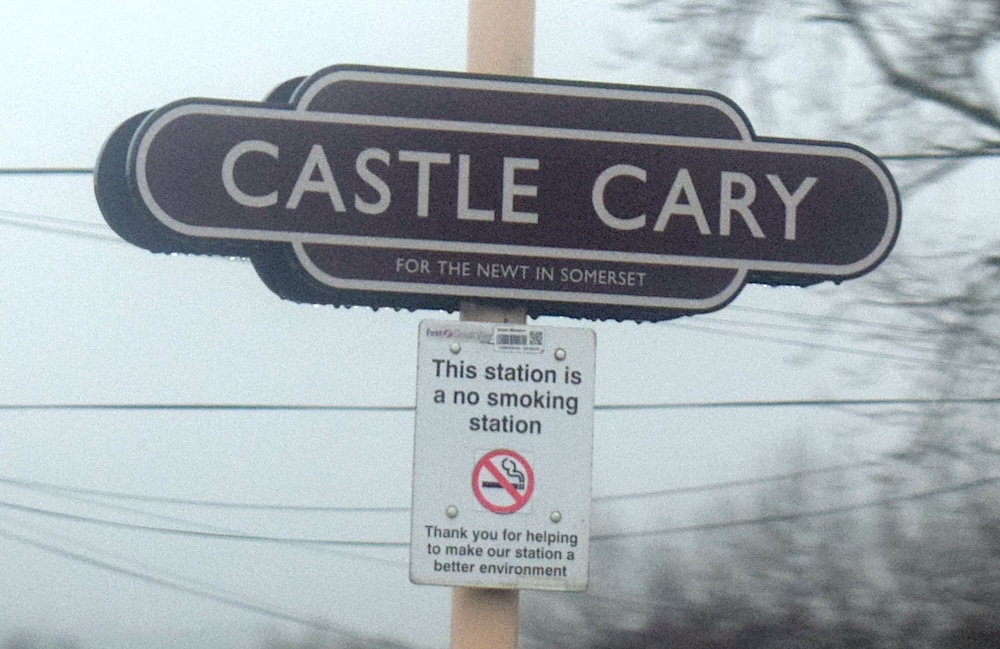 CASTLE CARY
FOR THE NEWT IN SOMERSET
First
This station is
a no smoking
station
Thank you for helping
to make our station a
better environment